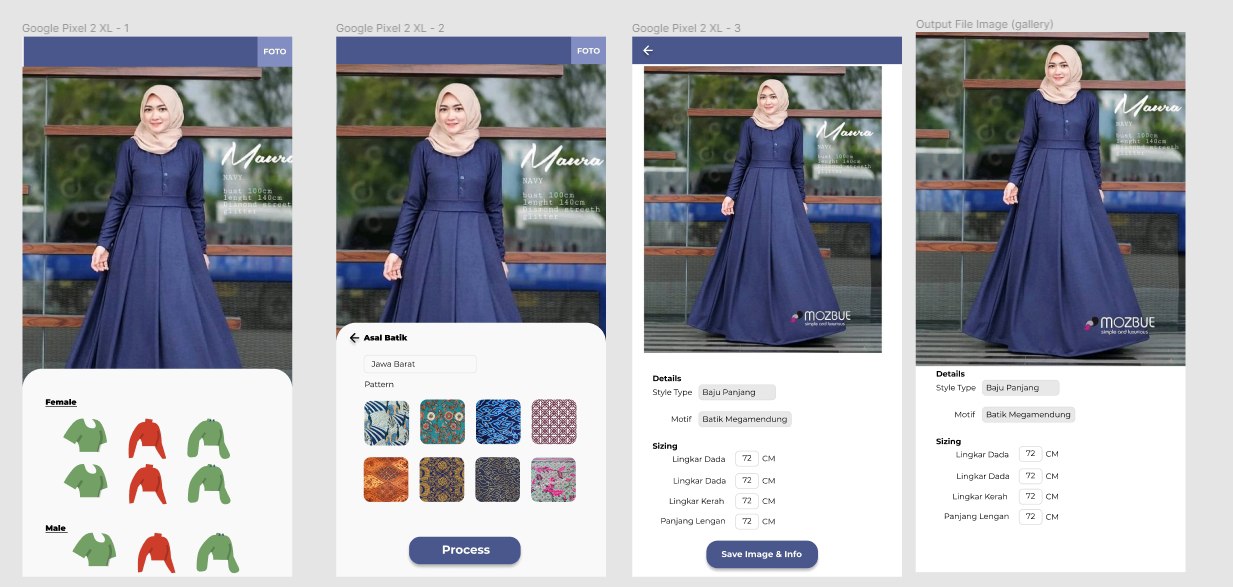 Google Pixel 2 XL - 1
FOTO
Maura
NAVY
bust 100cm
lenght 140cm
Diamond streeth
glitter
Female
Male
Google Pixel 2 XL - 2
FOTO
Maura
NAVY
bust 100cm
lenght 140cm
Diamond streeth
glitter
Asal Batik
Jawa Barat
Pattern
Process
Google Pixel 2 XL - 3
Maura
NAVY
bust 100cm
lenght 140cm
Diamond streeth
glitter
MOZBUE
simple and luxurious
Details
Style Type Baju Panjang
Motif Batik Megamendung
Sizing
Lingkar Dada 72 CM
Lingkar Dada 72 CM
Lingkar Kerah 72 CM
Panjang Lengan 72 CM
Save Image & Info
Output File Image (gallery)
Maura
NAVY
bust 100cm
lenght 140cm
Diamond streeth
glitter
MOZBUE
simple and luxurious
Details
Style Type Baju Panjang
Motif Batik Megamendung
Sizing
Lingkar Dada 72 CM
Lingkar Dada 72 CM
Lingkar Kerah 72 CM
Panjang Lengan 72 CM